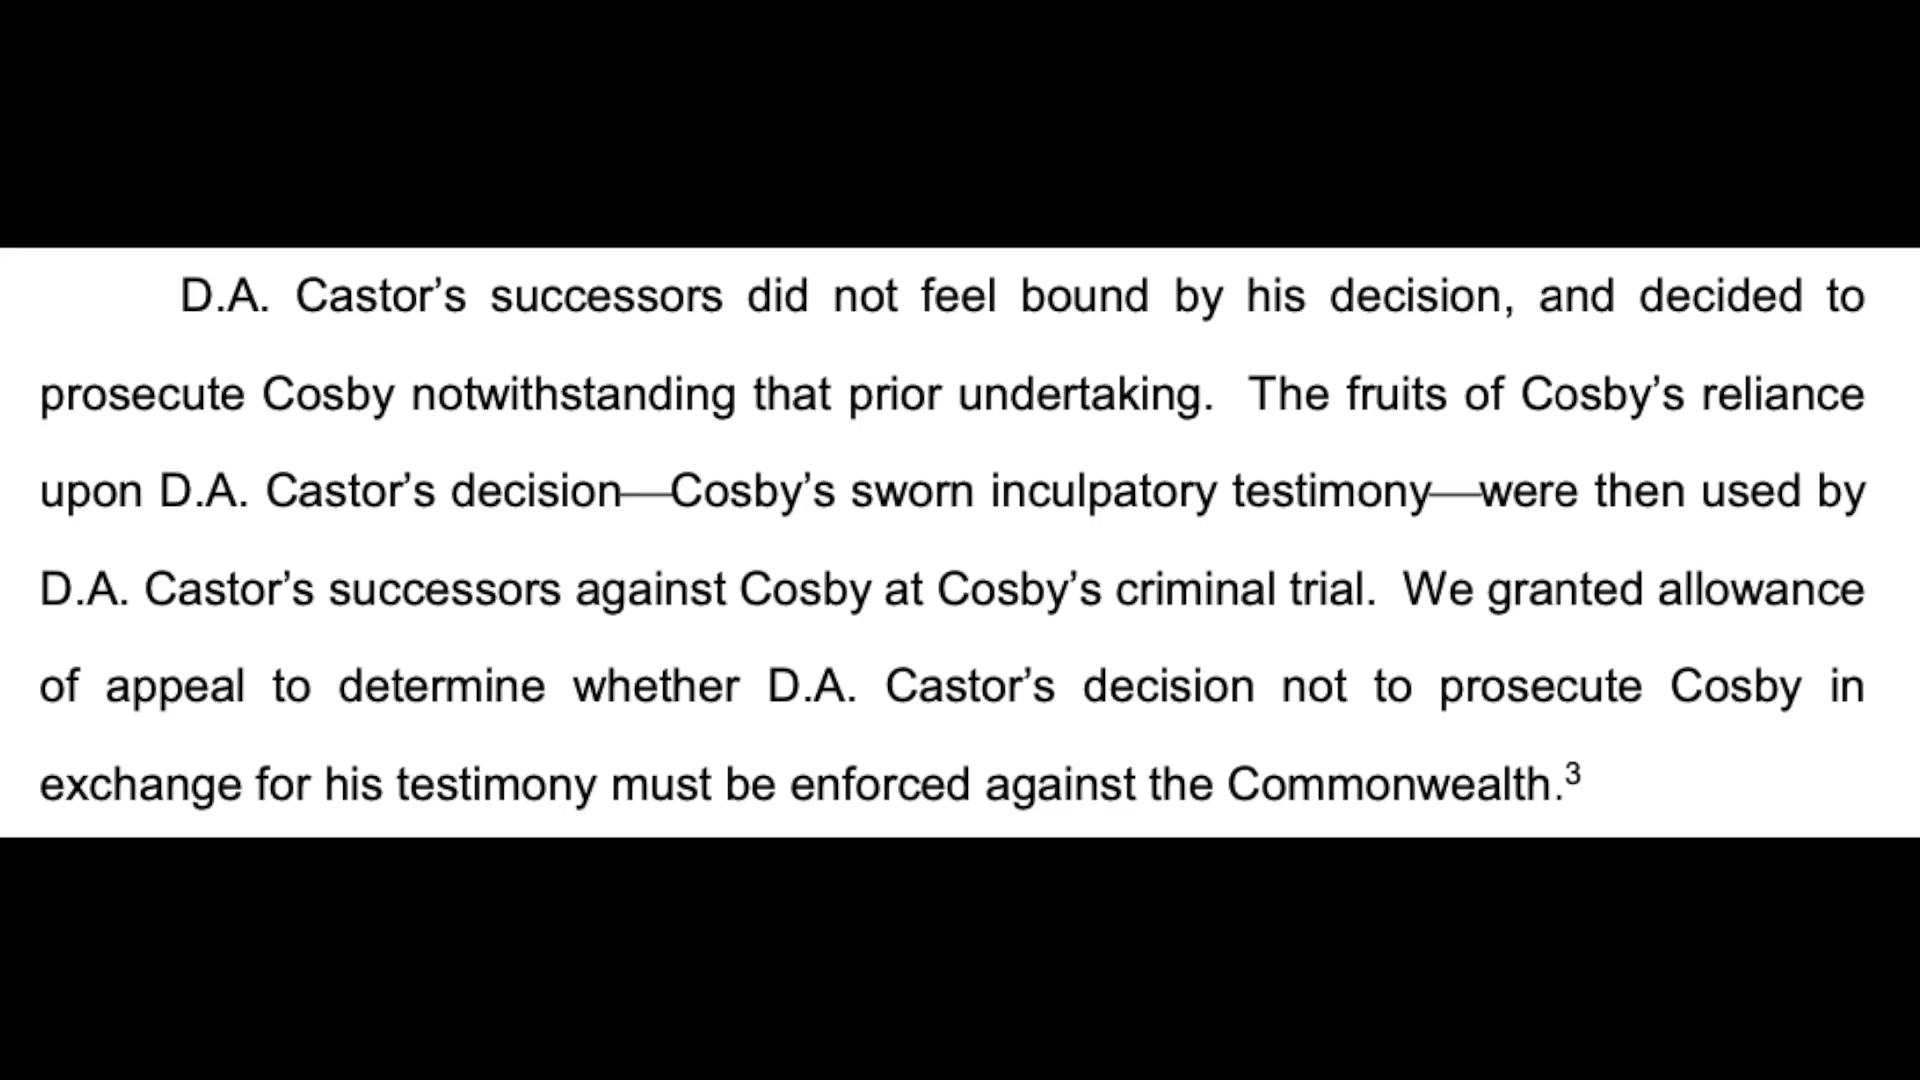 D.A. Castor’s successors did not feel bound by his decision, and decided to
prosecute Cosby notwithstanding that prior undertaking. The fruits of Cosby’s reliance
upon D.A. Castor’s decision—Cosby’s sworn inculpatory testimony—were then used by
D.A. Castor’s successors against Cosby at Cosby’s criminal trial. We granted allowance
of appeal to determine whether D.A. Castor’s decision not to prosecute Cosby in
exchange for his testimony must be enforced against the Commonwealth.³